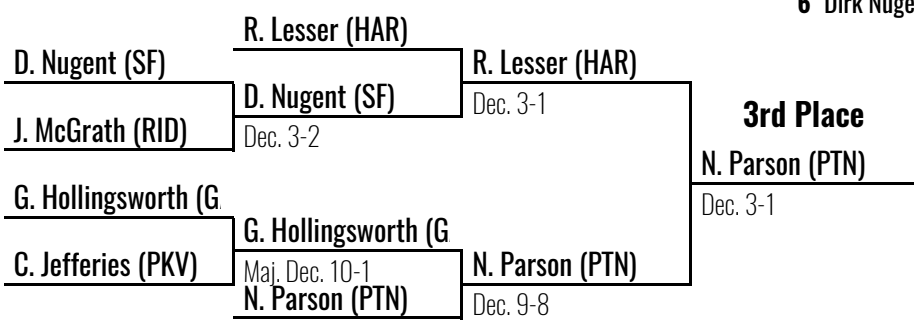 6 Dirk Nuge
R. Lesser (HAR)
D. Nugent (SF)
R. Lesser (HAR)
D. Nugent (SF)
Dec. 3-1
3rd Place
J. McGrath (RID)
Dec. 3-2
N. Parson (PTN)
G. Hollingsworth (G
Dec. 3-1
G. Hollingsworth (G
C. Jefferies (PKV)
Maj. Dec. 10-1
N. Parson (PTN)
N. Parson (PTN)
Dec. 9-8